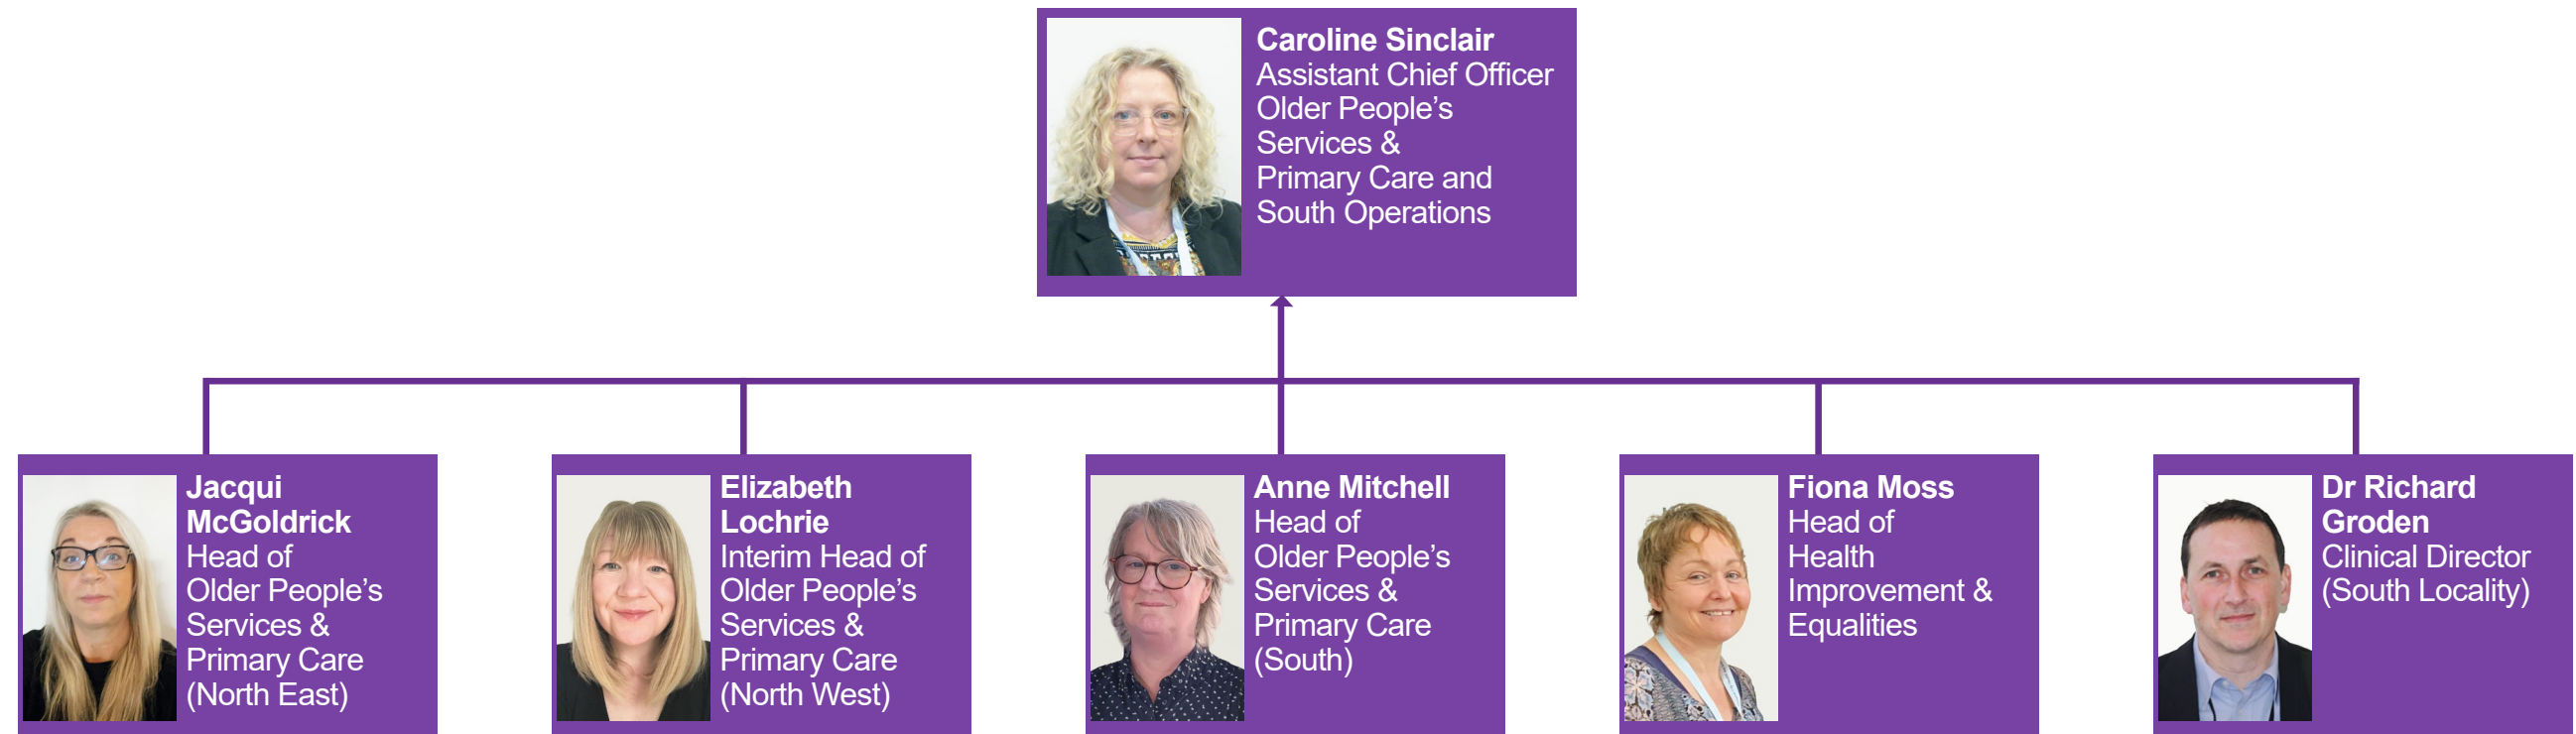 Caroline Sinclair
Assistant Chief Officer
Older People’s
Services &
Primary Care and
South Operations
Jacqui
McGoldrick
Head of
Older People’s
Services &
Primary Care
(North East)
Elizabeth
Lochrie
Interim Head of
Older People’s
Services &
Primary Care
(North West)
Anne Mitchell
Head of
Older People’s
Services &
Primary Care
(South)
Fiona Moss
Head of
Health
Improvement &
Equalities
Dr Richard
Groden
Clinical Director
(South Locality)